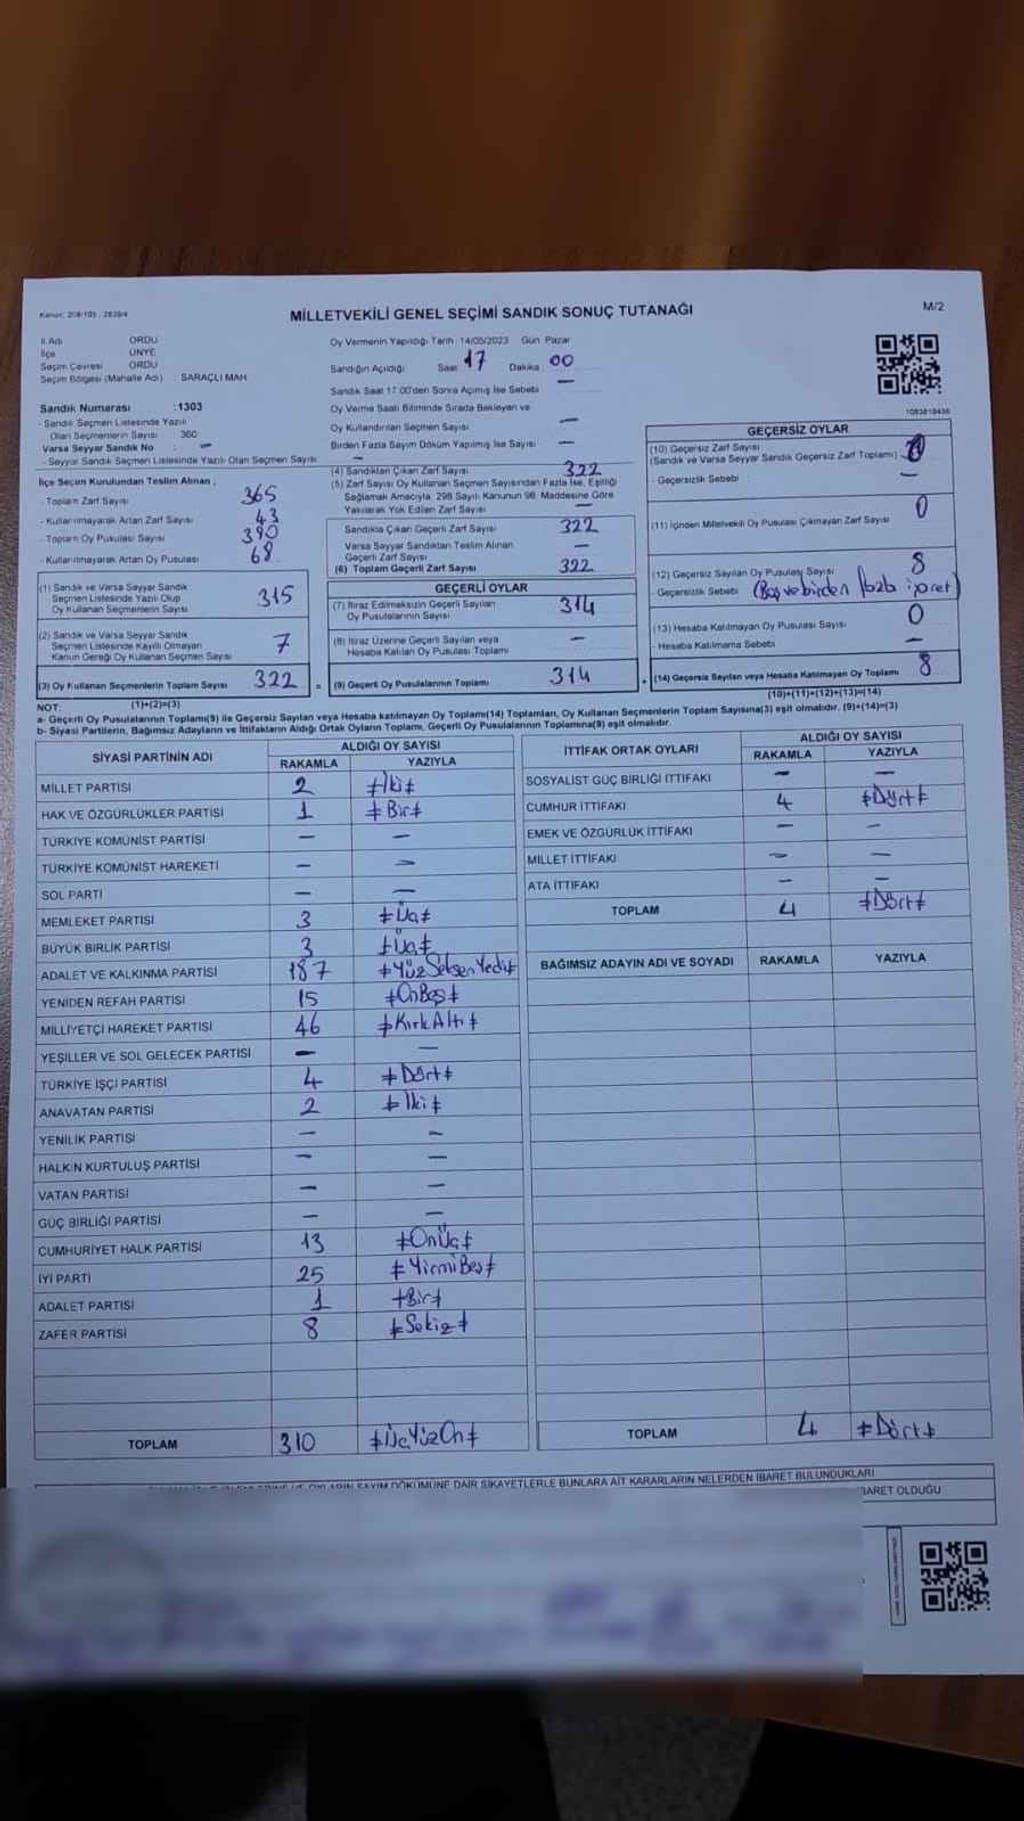 MİLLETVEKİLİ GENEL SEÇİMİ SANDIK SONUÇ TUTANAĞI
M/2
İl Adı ORDU
İlçe ÜNYE
Seçim Çevresi ORDU
Seçim Bölgesi (Mahalle Adı) : SARAÇLI MAH.
Sandık Numarası : 1303
- Sandık Seçmen Listesinde Yazılı
Olan Seçmenlerin Sayısı 360
Varsa Seyyar Sandık No : –
- Seyyar Sandık Seçmen Listesinde Yazılı Olan Seçmen Sayısı : –
İlçe Seçim Kurulundan Teslim Alınan ;
- Toplam Zarf Sayısı 365
- Kullanılmayarak Artan Zarf Sayısı 43
- Toplam Oy Pusulası Sayısı 390
- Kullanılmayarak Artan Oy Pusulası 68
(1) Sandık ve Varsa Seyyar Sandık
Seçmen Listesinde Yazılı Olup
Oy Kullanan Seçmenlerin Sayısı 315
(2) Sandık ve Varsa Seyyar Sandık
Seçmen Listesinde Kayıtlı Olmayan
Kanun Gereği Oy Kullanan Seçmen Sayısı 7
(3) Oy Kullanan Seçmenlerin Toplam Sayısı 322
(1)+(2)=(3)
Oy Vermenin Yapıldığı Tarih : 14/05/2023 Gün Pazar
Sandığın Açıldığı Saat 17 Dakika 00
Sandık Saat 17:00'den Sonra Açılmış İse Sebebi –
Oy Verme Saati Bitiminde Sırada Bekleyen ve
Oy Kullandırılan Seçmen Sayısı –
Birden Fazla Sayım Döküm Yapılmış İse Sayısı –
(4) Sandıktan Çıkan Zarf Sayısı 322
(5) Zarf Sayısı Oy Kullanan Seçmen Sayısından Fazla İse, Eşitliği
Sağlamak Amacıyla, 298 Sayılı Kanunun 98. Maddesine Göre
Yakılarak Yok Edilen Zarf Sayısı –
Sandıkta Çıkan Geçerli Zarf Sayısı 322
Varsa Seyyar Sandıktan Teslim Alınan
Geçerli Zarf Sayısı –
(6) Toplam Geçerli Zarf Sayısı 322
GEÇERLİ OYLAR
(7) İtiraz Edilmeksizin Geçerli Sayılan
Oy Pusulalarının Sayısı 314
(8) İtiraz Üzerine Geçerli Sayılan veya
Hesaba Katılan Oy Pusulası Toplamı –
(9) Geçerli Oy Pusulalarının Toplamı 314
GEÇERSİZ OYLAR
(10) Geçersiz Zarf Sayısı
(Sandık ve Varsa Seyyar Sandık Geçersiz Zarf Toplamı)
- Geçersizlik Sebebi –
(11) İçinden Milletvekili Oy Pusulası Çıkmayan Zarf Sayısı 0
(12) Geçersiz Sayılan Oy Pusulası Sayısı 8
Geçersizlik Sebebi (Boş ve birden fazla işaret)
(13) Hesaba Katılmayan Oy Pusulası Sayısı 0
- Hesaba Katılmama Sebebi –
(14) Geçersiz Sayılan veya Hesaba Katılmayan Oy Toplamı 8
(10)+(11)+(12)+(13)=(14)
NOT:
a- Geçerli Oy Pusulalarının Toplamı(9) ile Geçersiz Sayılan veya Hesaba katılmayan Oy Toplamı(14) Toplamları, Oy Kullanan Seçmenlerin Toplam Sayısına(3) eşit olmalıdır. (9)+(14)=(3)
b- Siyasi Partilerin, Bağımsız Adayların ve İttifakların Aldığı Ortak Oyların Toplamı, Geçerli Oy Pusulalarının Toplamına(9) eşit olmalıdır.
SİYASİ PARTİNİN ADI ALDIĞI OY SAYISI
RAKAMLA YAZIYLA
MİLLET PARTİSİ 2 ≠İki≠
HAK VE ÖZGÜRLÜKLER PARTİSİ 1 ≠Bir≠
TÜRKİYE KOMÜNİST PARTİSİ – –
TÜRKİYE KOMÜNİST HAREKETİ – –
SOL PARTİ – –
MEMLEKET PARTİSİ 3 ≠Üç≠
BÜYÜK BİRLİK PARTİSİ 3 ≠Üç≠
ADALET VE KALKINMA PARTİSİ 187 ≠YüzSeksenYedi≠
YENİDEN REFAH PARTİSİ 15 ≠OnBeş≠
MİLLİYETÇİ HAREKET PARTİSİ 46 ≠KırkAltı≠
YEŞİLLER VE SOL GELECEK PARTİSİ – –
TÜRKİYE İŞÇİ PARTİSİ 4 ≠Dört≠
ANAVATAN PARTİSİ 2 ≠İki≠
YENİLİK PARTİSİ – –
HALKIN KURTULUŞ PARTİSİ – –
VATAN PARTİSİ – –
GÜÇ BİRLİĞİ PARTİSİ – –
CUMHURİYET HALK PARTİSİ 13 ≠OnÜç≠
İYİ PARTİ 25 ≠YirmiBeş≠
ADALET PARTİSİ 1 ≠Bir≠
ZAFER PARTİSİ 8 ≠Sekiz≠
TOPLAM 310 ≠ÜçYüzOn≠
İTTİFAK ORTAK OYLARI ALDIĞI OY SAYISI
RAKAMLA YAZIYLA
SOSYALİST GÜÇ BİRLİĞİ İTTİFAKI – –
CUMHUR İTTİFAKI 4 ≠Dört≠
EMEK VE ÖZGÜRLÜK İTTİFAKI – –
MİLLET İTTİFAKI – –
ATA İTTİFAKI – –
TOPLAM 4 ≠Dört≠
BAĞIMSIZ ADAYIN ADI VE SOYADI RAKAMLA YAZIYLA
TOPLAM 4 ≠Dört≠
SAYIM DÖKÜMÜNE DAİR ŞİKAYETLERLE BUNLARA AİT KARARLARIN NELERDEN İBARET BULUNDUKLARI
OLDUĞU